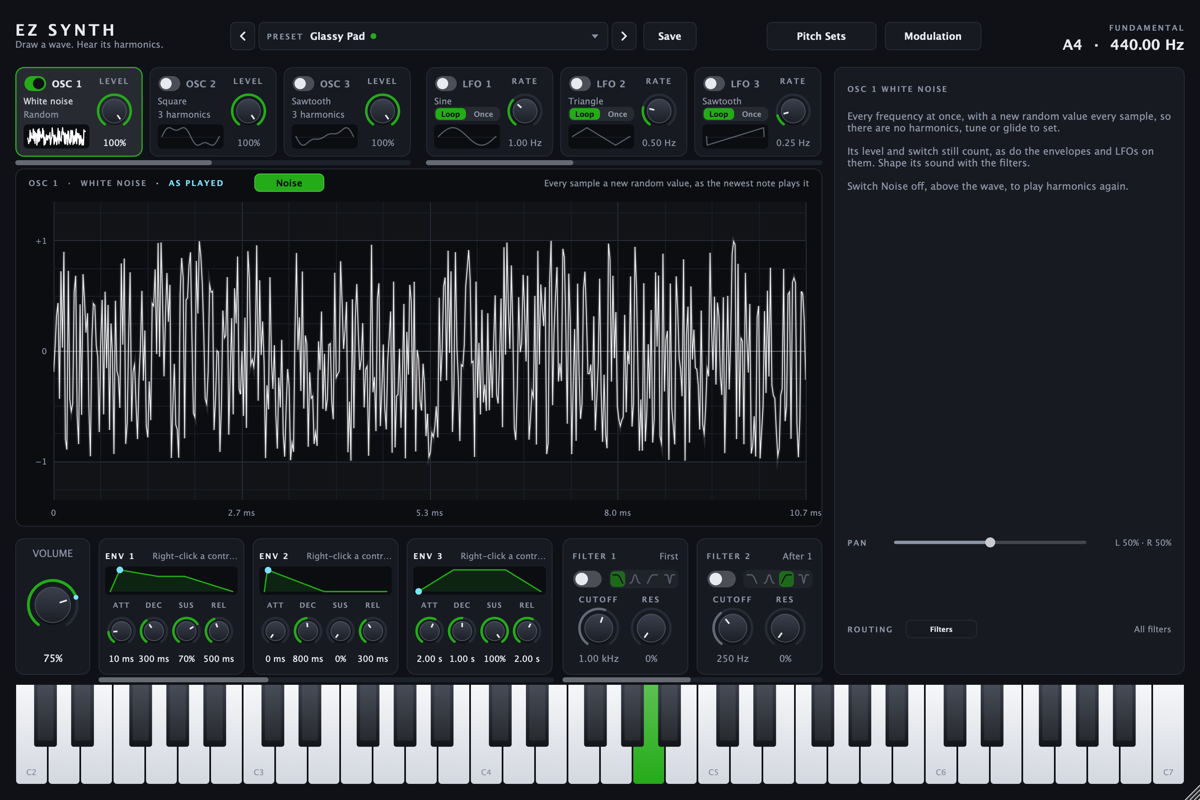 EZ SYNTH
Draw a wave. Hear its harmonics.
PRESET Glassy Pad
Save
Pitch Sets
Modulation
FUNDAMENTAL
A4 · 440.00 Hz
OSC 1 LEVEL
White noise
Random
100%
OSC 2 LEVEL
Square
3 harmonics
100%
OSC 3 LEVEL
Sawtooth
3 harmonics
100%
LFO 1 RATE
Sine
Loop Once
1.00 Hz
LFO 2 RATE
Triangle
Loop Once
0.50 Hz
LFO 3 RATE
Sawtooth
Loop Once
0.25 Hz
OSC 1 · WHITE NOISE · AS PLAYED
Noise
Every sample a new random value, as the newest note plays it
+1
0
−1
0 2.7 ms 5.3 ms 8.0 ms 10.7 ms
OSC 1 WHITE NOISE
Every frequency at once, with a new random value every sample, so
there are no harmonics, tune or glide to set.
Its level and switch still count, as do the envelopes and LFOs on
them. Shape its sound with the filters.
Switch Noise off, above the wave, to play harmonics again.
PAN L 50% · R 50%
ROUTING Filters All filters
VOLUME
75%
ENV 1 Right-click a contr...
ATT DEC SUS REL
10 ms 300 ms 70% 500 ms
ENV 2 Right-click a contr...
ATT DEC SUS REL
0 ms 800 ms 0% 300 ms
ENV 3 Right-click a contr...
ATT DEC SUS REL
2.00 s 1.00 s 100% 2.00 s
FILTER 1 First
CUTOFF RES
1.00 kHz 0%
FILTER 2 After 1
CUTOFF RES
250 Hz 0%
C2 C3 C4 C5 C6 C7